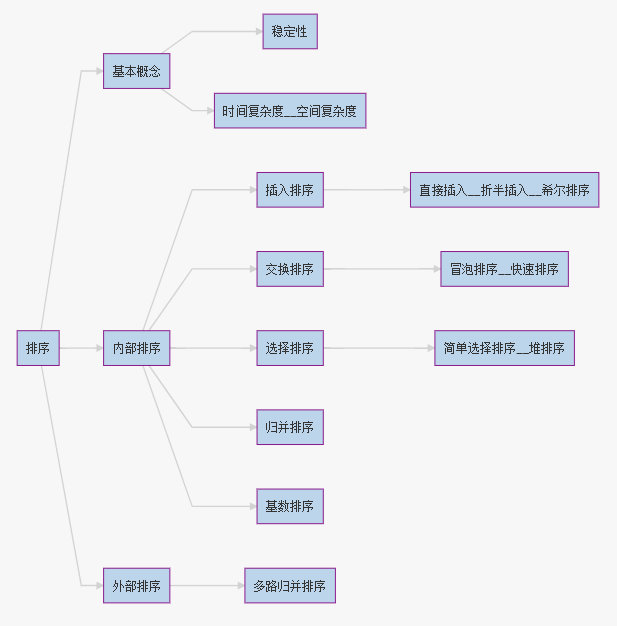 稳定性
基本概念
时间复杂度__空间复杂度
插入排序
直接插入__折半插入__希尔排序
交换排序
冒泡排序__快速排序
排序
内部排序
选择排序
简单选择排序__堆排序
归并排序
基数排序
外部排序
多路归并排序